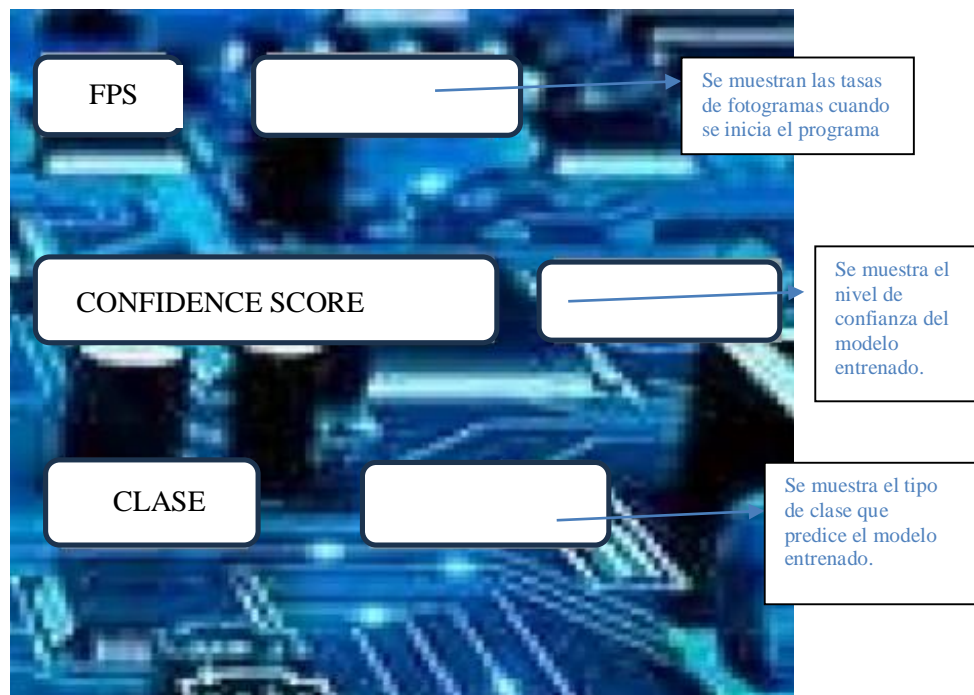 FPS
Se muestran las tasas
de fotogramas cuando
se inicia el programa
CONFIDENCE SCORE
Se muestra el
nivel de
confianza del
modelo
entrenado.
CLASE
Se muestra el tipo
de clase que
predice el modelo
entrenado.